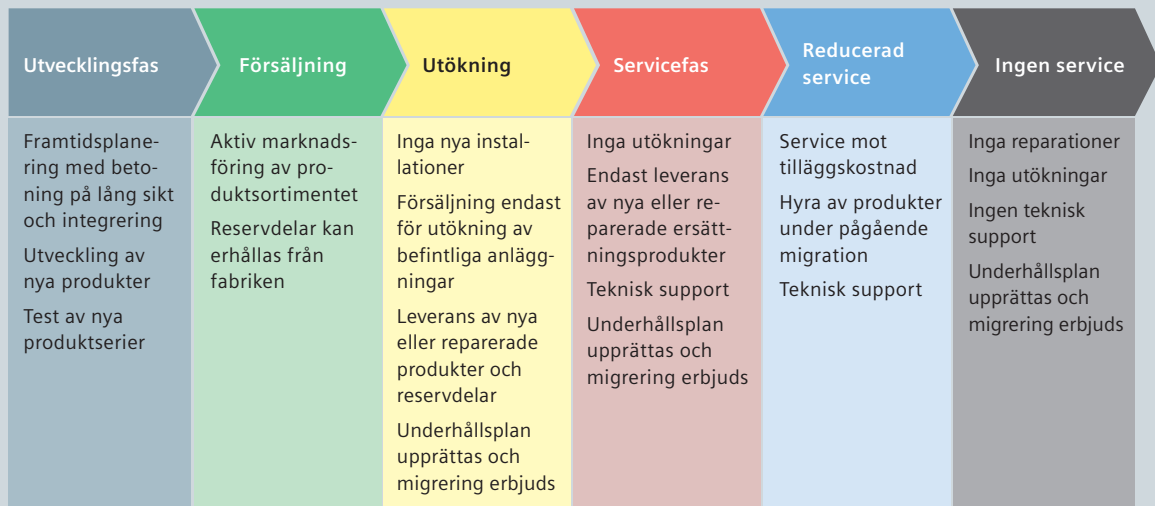 Utvecklingsfas
Försäljning
Utökning
Servicefas
Reducerad
service
Ingen service
Framtidsplane-
ring med beto-
ning på lång sikt
och integrering
Utveckling av
nya produkter
Test av nya
produktserier
Aktiv marknads-
föring av pro-
duktsortimentet
Reservdelar kan
erhållas från
fabriken
Inga nya instal-
lationer
Försäljning endast
för utökning av
befintliga anlägg-
ningar
Leverans av nya
eller reparerade
produkter och
reservdelar
Underhållsplan
upprättas och
migrering erbjuds
Inga utökningar
Endast leverans
av nya eller re-
parerade ersätt-
ningsprodukter
Teknisk support
Underhållsplan
upprättas och
migrering erbjuds
Service mot
tilläggskostnad
Hyra av produkter
under pågående
migration
Teknisk support
Inga reparationer
Inga utökningar
Ingen teknisk
support
Underhållsplan
upprättas och
migrering erbjuds